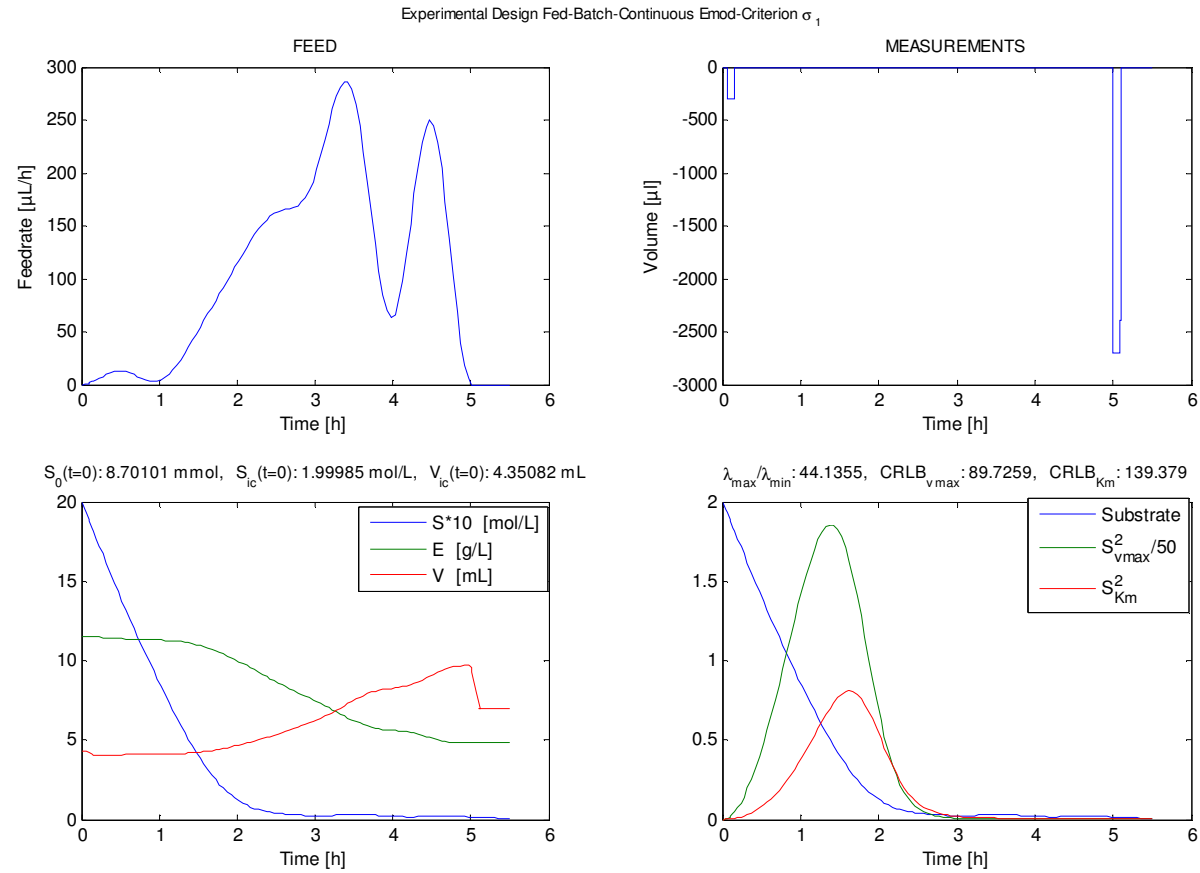 Experimental Design Fed-Batch-Continuous Emod-Criterion σ1
FEED
300
250
200
150
100
50
0
0 1 2 3 4 5 6
Feedrate [µL/h]
Time [h]
MEASUREMENTS
0
-500
-1000
-1500
-2000
-2500
-3000
0 1 2 3 4 5 6
Volume [µl]
Time [h]
S0(t=0): 8.70101 mmol, Sic(t=0): 1.99985 mol/L, Vic(t=0): 4.35082 mL
20
15
10
5
0
0 1 2 3 4 5 6
Time [h]
S*10 [mol/L]
E [g/L]
V [mL]
λmax/λmin: 44.1355, CRLBvmax: 89.7259, CRLBKm: 139.379
2
1.5
1
0.5
0
0 1 2 3 4 5 6
Time [h]
Substrate
S²vmax/50
S²Km